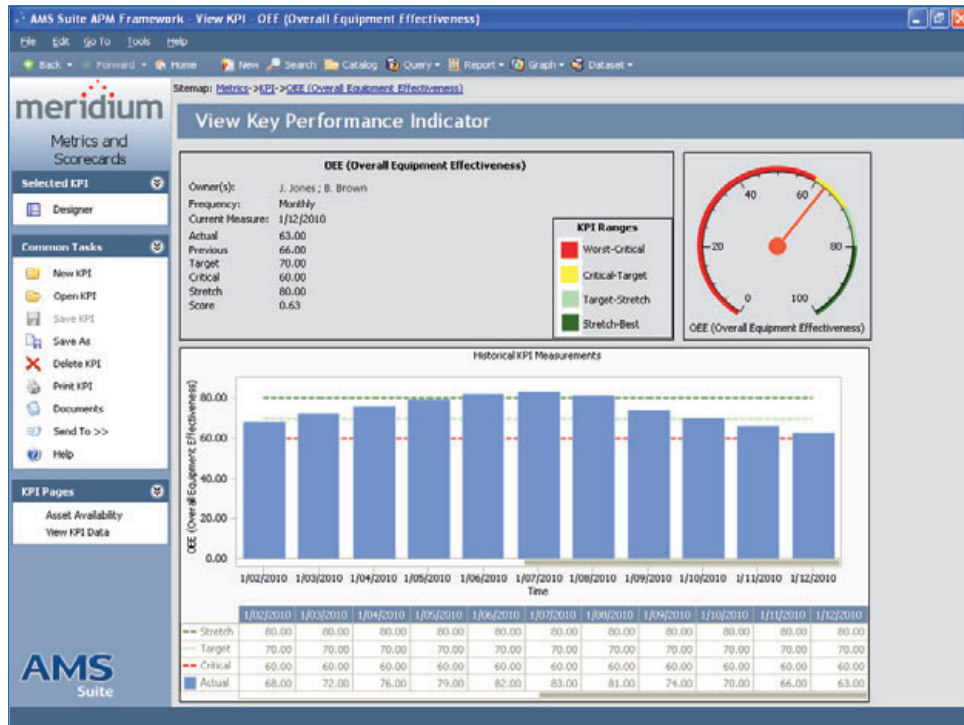 AMS Suite APM Framework - View KPI - OEE (Overall Equipment Effectiveness)
File Edit Go To Tools Help
Back Forward Home New Search Catalog Query Report Graph Dataset
Sitemap: Metrics->KPI->OEE (Overall Equipment Effectiveness)
meridium
Metrics and
Scorecards
Selected KPI
Designer
Common Tasks
New KPI
Open KPI
Save KPI
Save As
Delete KPI
Print KPI
Documents
Send To >>
Help
KPI Pages
Asset Availability
View KPI Data
AMS
Suite
View Key Performance Indicator
OEE (Overall Equipment Effectiveness)
Owner(s): J. Jones ; B. Brown
Frequency: Monthly
Current Measure: 1/12/2010
Actual 63.00
Previous 66.00
Target 70.00
Critical 60.00
Stretch 80.00
Score 0.63
KPI Ranges
Worst-Critical
Critical-Target
Target-Stretch
Stretch-Best
0 20 40 60 80 100
OEE (Overall Equipment Effectiveness)
Historical KPI Measurements
OEE (Overall Equipment Effectiveness)
80.00
60.00
40.00
20.00
0.00
1/02/2010 1/03/2010 1/04/2010 1/05/2010 1/06/2010 1/07/2010 1/08/2010 1/09/2010 1/10/2010 1/11/2010 1/12/2010
Time
1/02/2010 1/03/2010 1/04/2010 1/05/2010 1/06/2010 1/07/2010 1/08/2010 1/09/2010 1/10/2010 1/11/2010 1/12/2010
Stretch 80.00 80.00 80.00 80.00 80.00 80.00 80.00 80.00 80.00 80.00 80.00
Target 70.00 70.00 70.00 70.00 70.00 70.00 70.00 70.00 70.00 70.00 70.00
Critical 60.00 60.00 60.00 60.00 60.00 60.00 60.00 60.00 60.00 60.00 60.00
Actual 68.00 72.00 76.00 79.00 82.00 83.00 81.00 74.00 70.00 66.00 63.00